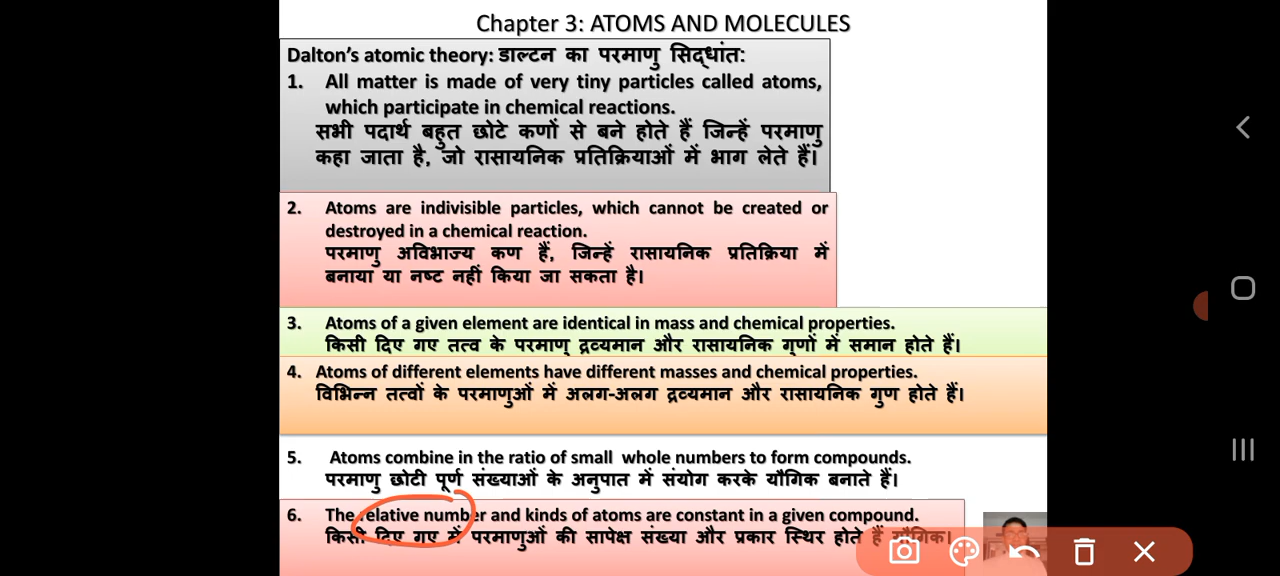 Chapter 3: ATOMS AND MOLECULES
Dalton's atomic theory: डाल्टन का परमाणु सिद्धांत:
1. All matter is made of very tiny particles called atoms,
which participate in chemical reactions.
सभी पदार्थ बहुत छोटे कणों से बने होते हैं जिन्हें परमाणु
कहा जाता है, जो रासायनिक प्रतिक्रियाओं में भाग लेते हैं।
2. Atoms are indivisible particles, which cannot be created or
destroyed in a chemical reaction.
परमाणु अविभाज्य कण हैं, जिन्हें रासायनिक प्रतिक्रिया में
बनाया या नष्ट नहीं किया जा सकता है।
3. Atoms of a given element are identical in mass and chemical properties.
किसी दिए गए तत्व के परमाणु द्रव्यमान और रासायनिक गुणों में समान होते हैं।
4. Atoms of different elements have different masses and chemical properties.
विभिन्न तत्वों के परमाणुओं में अलग-अलग द्रव्यमान और रासायनिक गुण होते हैं।
5. Atoms combine in the ratio of small whole numbers to form compounds.
परमाणु छोटी पूर्ण संख्याओं के अनुपात में संयोग करके यौगिक बनाते हैं।
6. The relative number and kinds of atoms are constant in a given compound.
किसी दिए गए में परमाणुओं की सापेक्ष संख्या और प्रकार स्थिर होते हैं यौगिक।